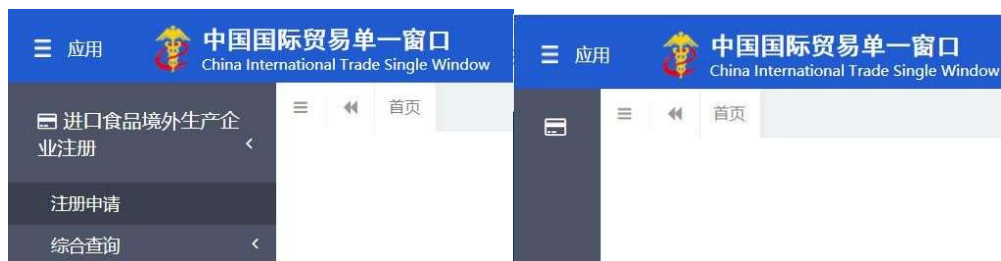 应用
中国国际贸易单一窗口
China International Trade Single Window
进口食品境外生产企
业注册
首页
注册申请
综合查询
应用
中国国际贸易单一窗口
China International Trade Single Window
首页